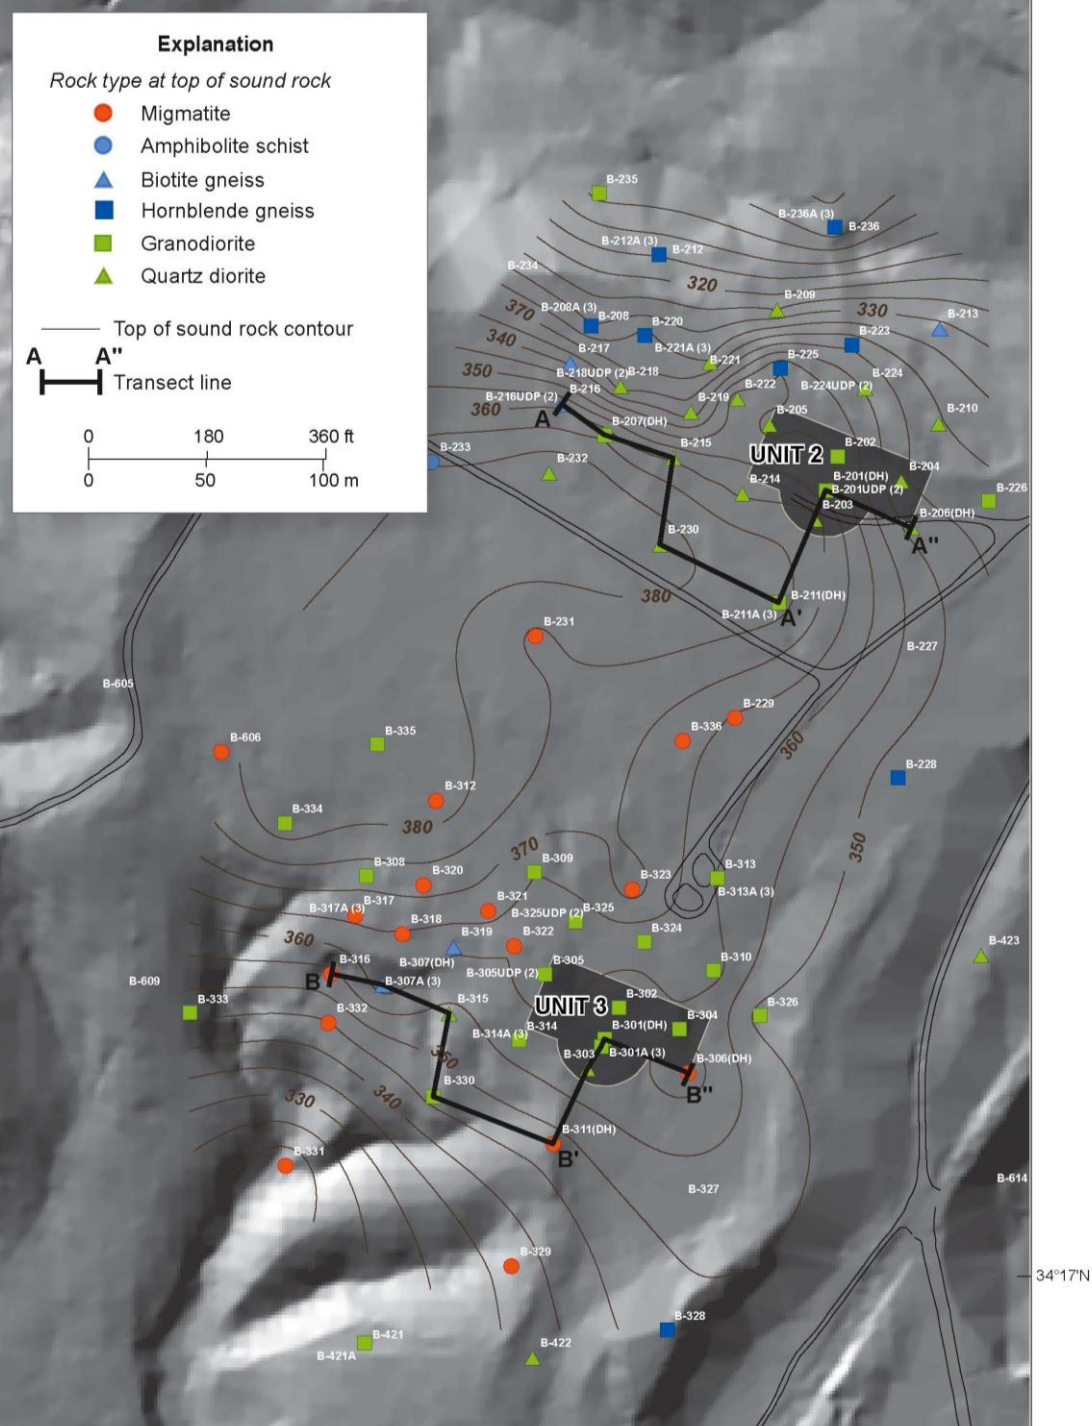 Explanation
Rock type at top of sound rock
Migmatite
Amphibolite schist
Biotite gneiss
Hornblende gneiss
Granodiorite
Quartz diorite
Top of sound rock contour
A A"
Transect line
0 180 360 ft
0 50 100 m
B-235
B-236A (3)
B-236
B-212A (3)
B-212
B-234
320
B-209
370
B-208A (3)
B-208
B-220
330
B-213
340
B-221A (3)
B-223
B-217
B-221
B-225
350
B-218UDP (2)
B-218
B-222
B-224UDP (2)
B-224
B-216UDP (2)
B-216
360
A
B-219
B-205
B-210
B-207(DH)
B-233
B-215
UNIT 2
B-202
B-232
B-214
B-201(DH)
B-201UDP (2)
B-204
B-226
B-203
B-206(DH)
B-230
A"
380
B-211(DH)
B-211A (3)
A'
B-231
B-227
B-605
B-229
B-606
B-335
B-336
360
B-228
B-312
B-334
380
370
350
B-308
B-309
B-313
B-320
B-323
B-313A (3)
B-317A (3)
B-317
B-321
B-325UDP (2)
B-325
B-318
360
B-319
B-322
B-324
B-423
B-316
B-307(DH)
B-305
B-310
B-609
B
B-307A (3)
B-305UDP (2)
B-333
B-332
B-315
UNIT 3
B-302
B-326
B-304
B-314A (3)
B-314
B-301(DH)
360
B-303
B-301A (3)
B-306(DH)
B-330
B"
330
340
B-311(DH)
B-331
B'
B-327
B-614
B-329
34°17'N
B-328
B-421
B-421A
B-422